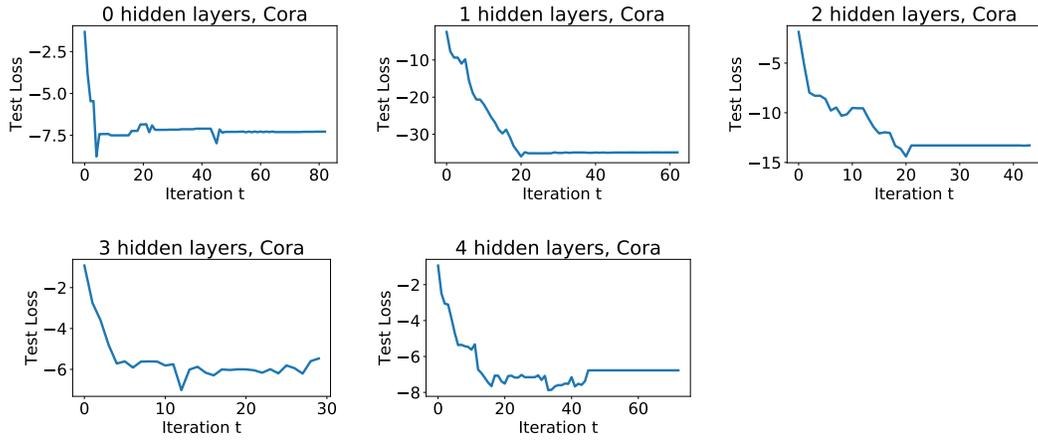 0 hidden layers, Cora
Test Loss
−2.5
−5.0
−7.5
0 20 40 60 80
Iteration t
1 hidden layers, Cora
Test Loss
−10
−20
−30
0 20 40 60
Iteration t
2 hidden layers, Cora
Test Loss
−5
−10
−15
0 10 20 30 40
Iteration t
3 hidden layers, Cora
Test Loss
−2
−4
−6
0 10 20 30
Iteration t
4 hidden layers, Cora
Test Loss
−2
−4
−6
−8
0 20 40 60
Iteration t